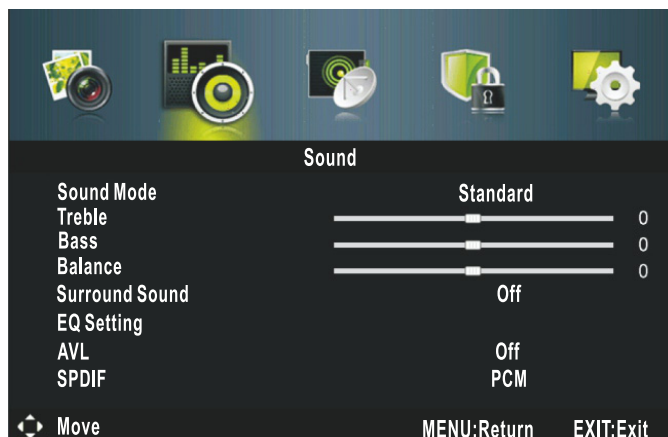 Sound
Sound Mode Standard
Treble 0
Bass 0
Balance 0
Surround Sound Off
EQ Setting
AVL Off
SPDIF PCM
Move MENU:Return EXIT:Exit